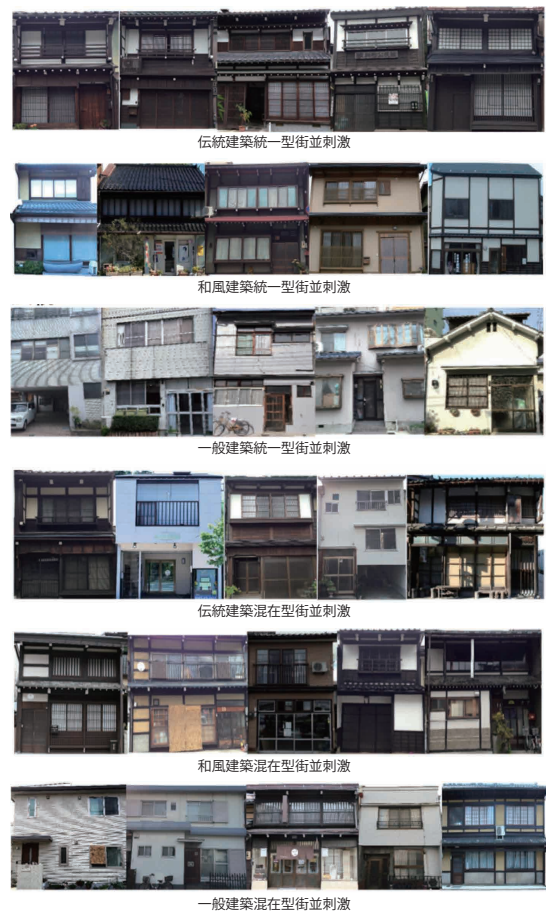 伝統建築統一型街並刺激
和風建築統一型街並刺激
一般建築統一型街並刺激
伝統建築混在型街並刺激
和風建築混在型街並刺激
一般建築混在型街並刺激